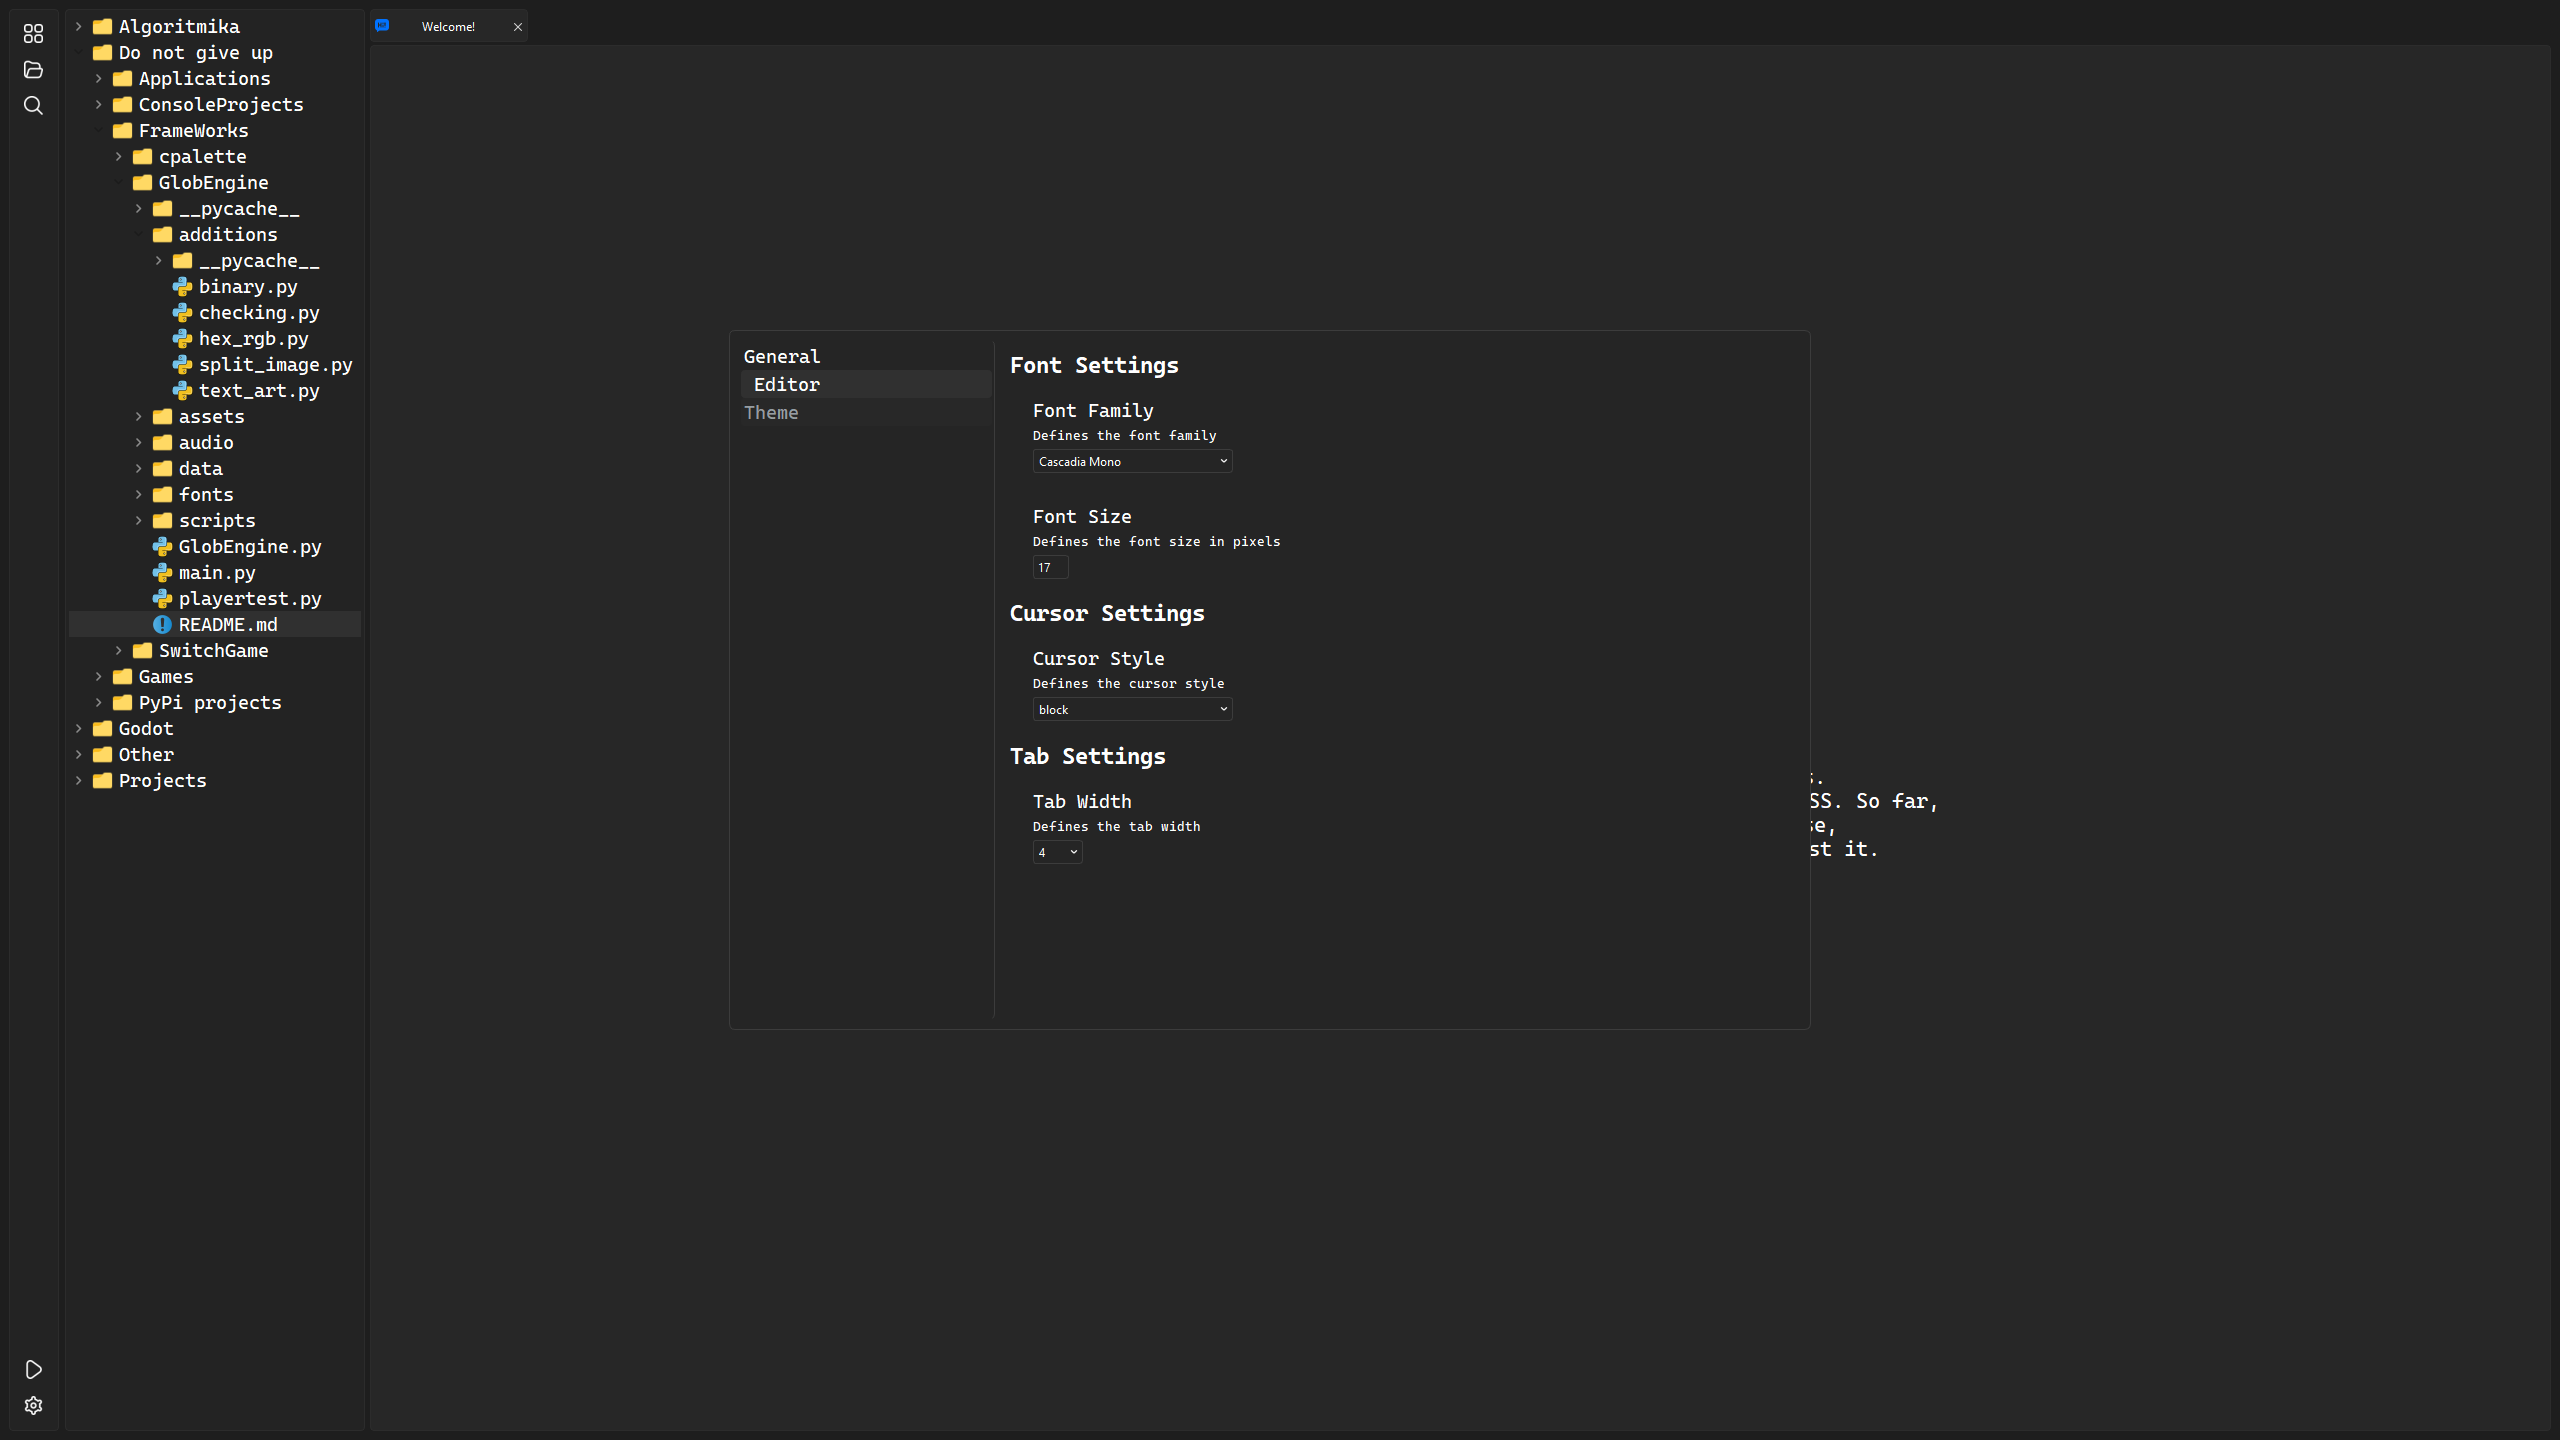 Algoritmika
Do not give up
Applications
ConsoleProjects
FrameWorks
cpalette
GlobEngine
__pycache__
additions
__pycache__
binary.py
checking.py
hex_rgb.py
split_image.py
text_art.py
assets
audio
data
fonts
scripts
GlobEngine.py
main.py
playertest.py
README.md
SwitchGame
Games
PyPi projects
Godot
Other
Projects
Welcome!
General
Editor
Theme
Font Settings
Font Family
Defines the font family
Cascadia Mono
Font Size
Defines the font size in pixels
17
Cursor Settings
Cursor Style
Defines the cursor style
block
Tab Settings
Tab Width
Defines the tab width
4
SS. So far,
st it.